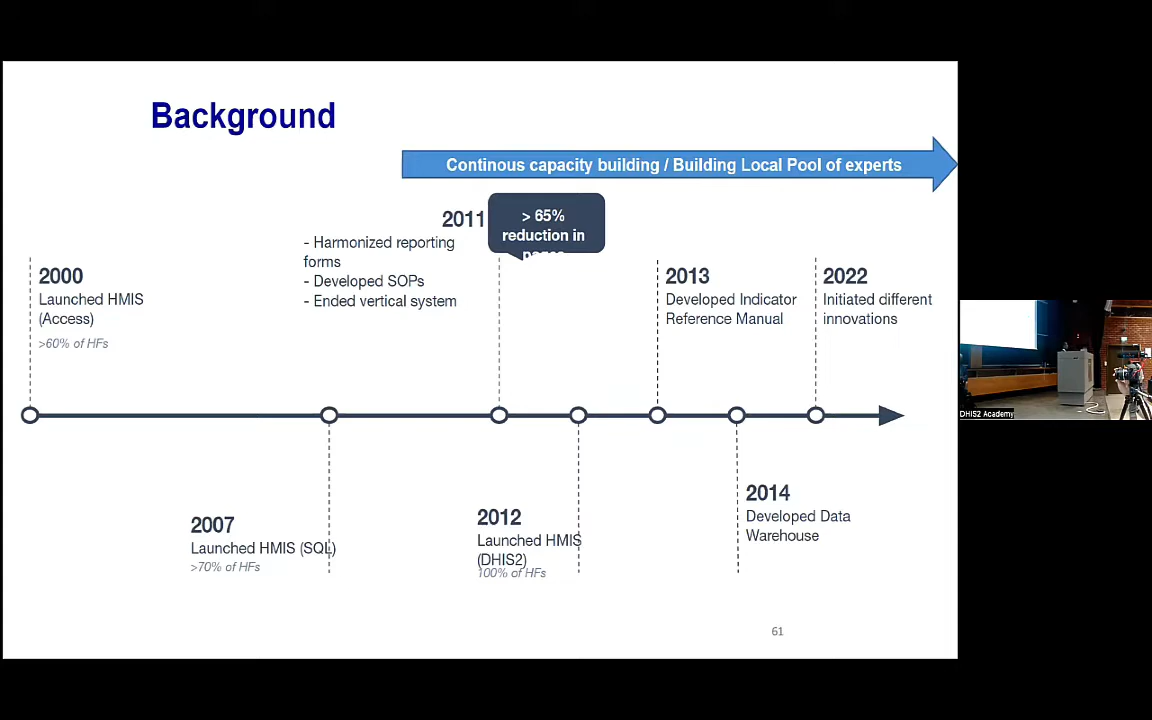 Background
Continous capacity building / Building Local Pool of experts
2011
> 65%
reduction in
- Harmonized reporting
forms
- Developed SOPs
- Ended vertical system
2000
Launched HMIS
(Access)
>60% of HFs
2013
Developed Indicator
Reference Manual
2022
Initiated different
innovations
DHIS2 Academy
2007
Launched HMIS (SQL)
>70% of HFs
2012
Launched HMIS
(DHIS2)
100% of HFs
2014
Developed Data
Warehouse
61